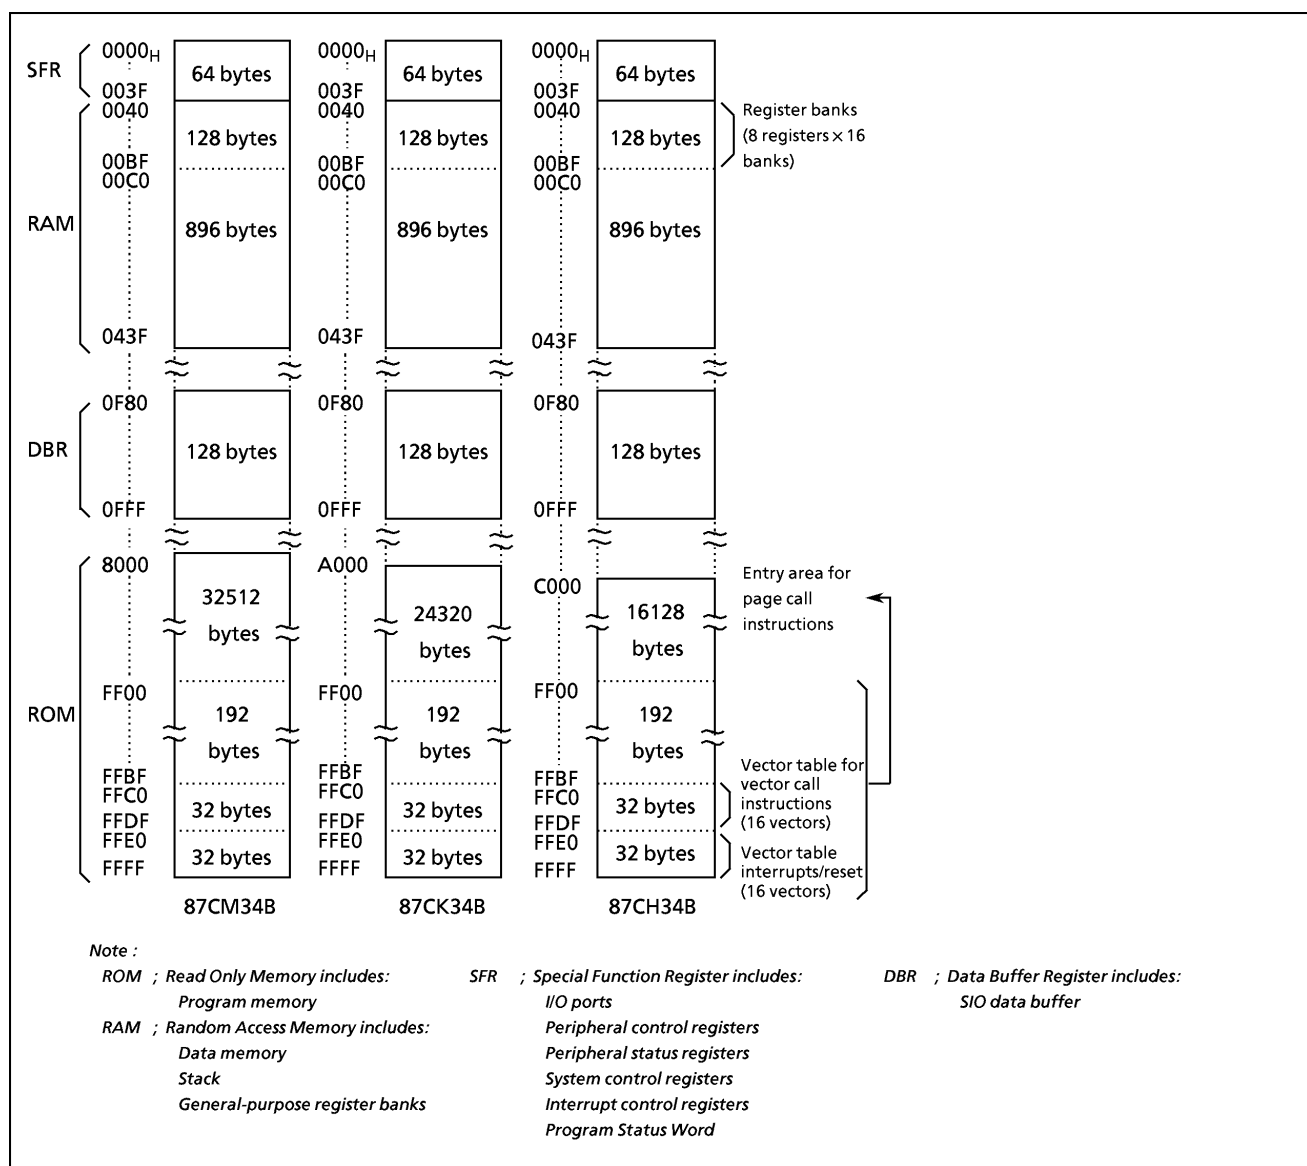 SFR
RAM
DBR
ROM
0000H
003F
0040
00BF
00C0
043F
0F80
0FFF
8000
FF00
FFBF
FFC0
FFDF
FFE0
FFFF
64 bytes
128 bytes
896 bytes
128 bytes
32512
bytes
192
bytes
32 bytes
32 bytes
87CM34B
0000H
003F
0040
00BF
00C0
043F
0F80
0FFF
A000
FF00
FFBF
FFC0
FFDF
FFE0
FFFF
64 bytes
128 bytes
896 bytes
128 bytes
24320
bytes
192
bytes
32 bytes
32 bytes
87CK34B
0000H
003F
0040
00BF
00C0
043F
0F80
0FFF
C000
FF00
FFBF
FFC0
FFDF
FFE0
FFFF
64 bytes
128 bytes
896 bytes
128 bytes
16128
bytes
192
bytes
32 bytes
32 bytes
87CH34B
Register banks
(8 registers × 16
banks)
Entry area for
page call
instructions
Vector table for
vector call
instructions
(16 vectors)
Vector table
interrupts/reset
(16 vectors)
Note :
ROM ; Read Only Memory includes:
Program memory
RAM ; Random Access Memory includes:
Data memory
Stack
General-purpose register banks
SFR ; Special Function Register includes:
I/O ports
Peripheral control registers
Peripheral status registers
System control registers
Interrupt control registers
Program Status Word
DBR ; Data Buffer Register includes:
SIO data buffer